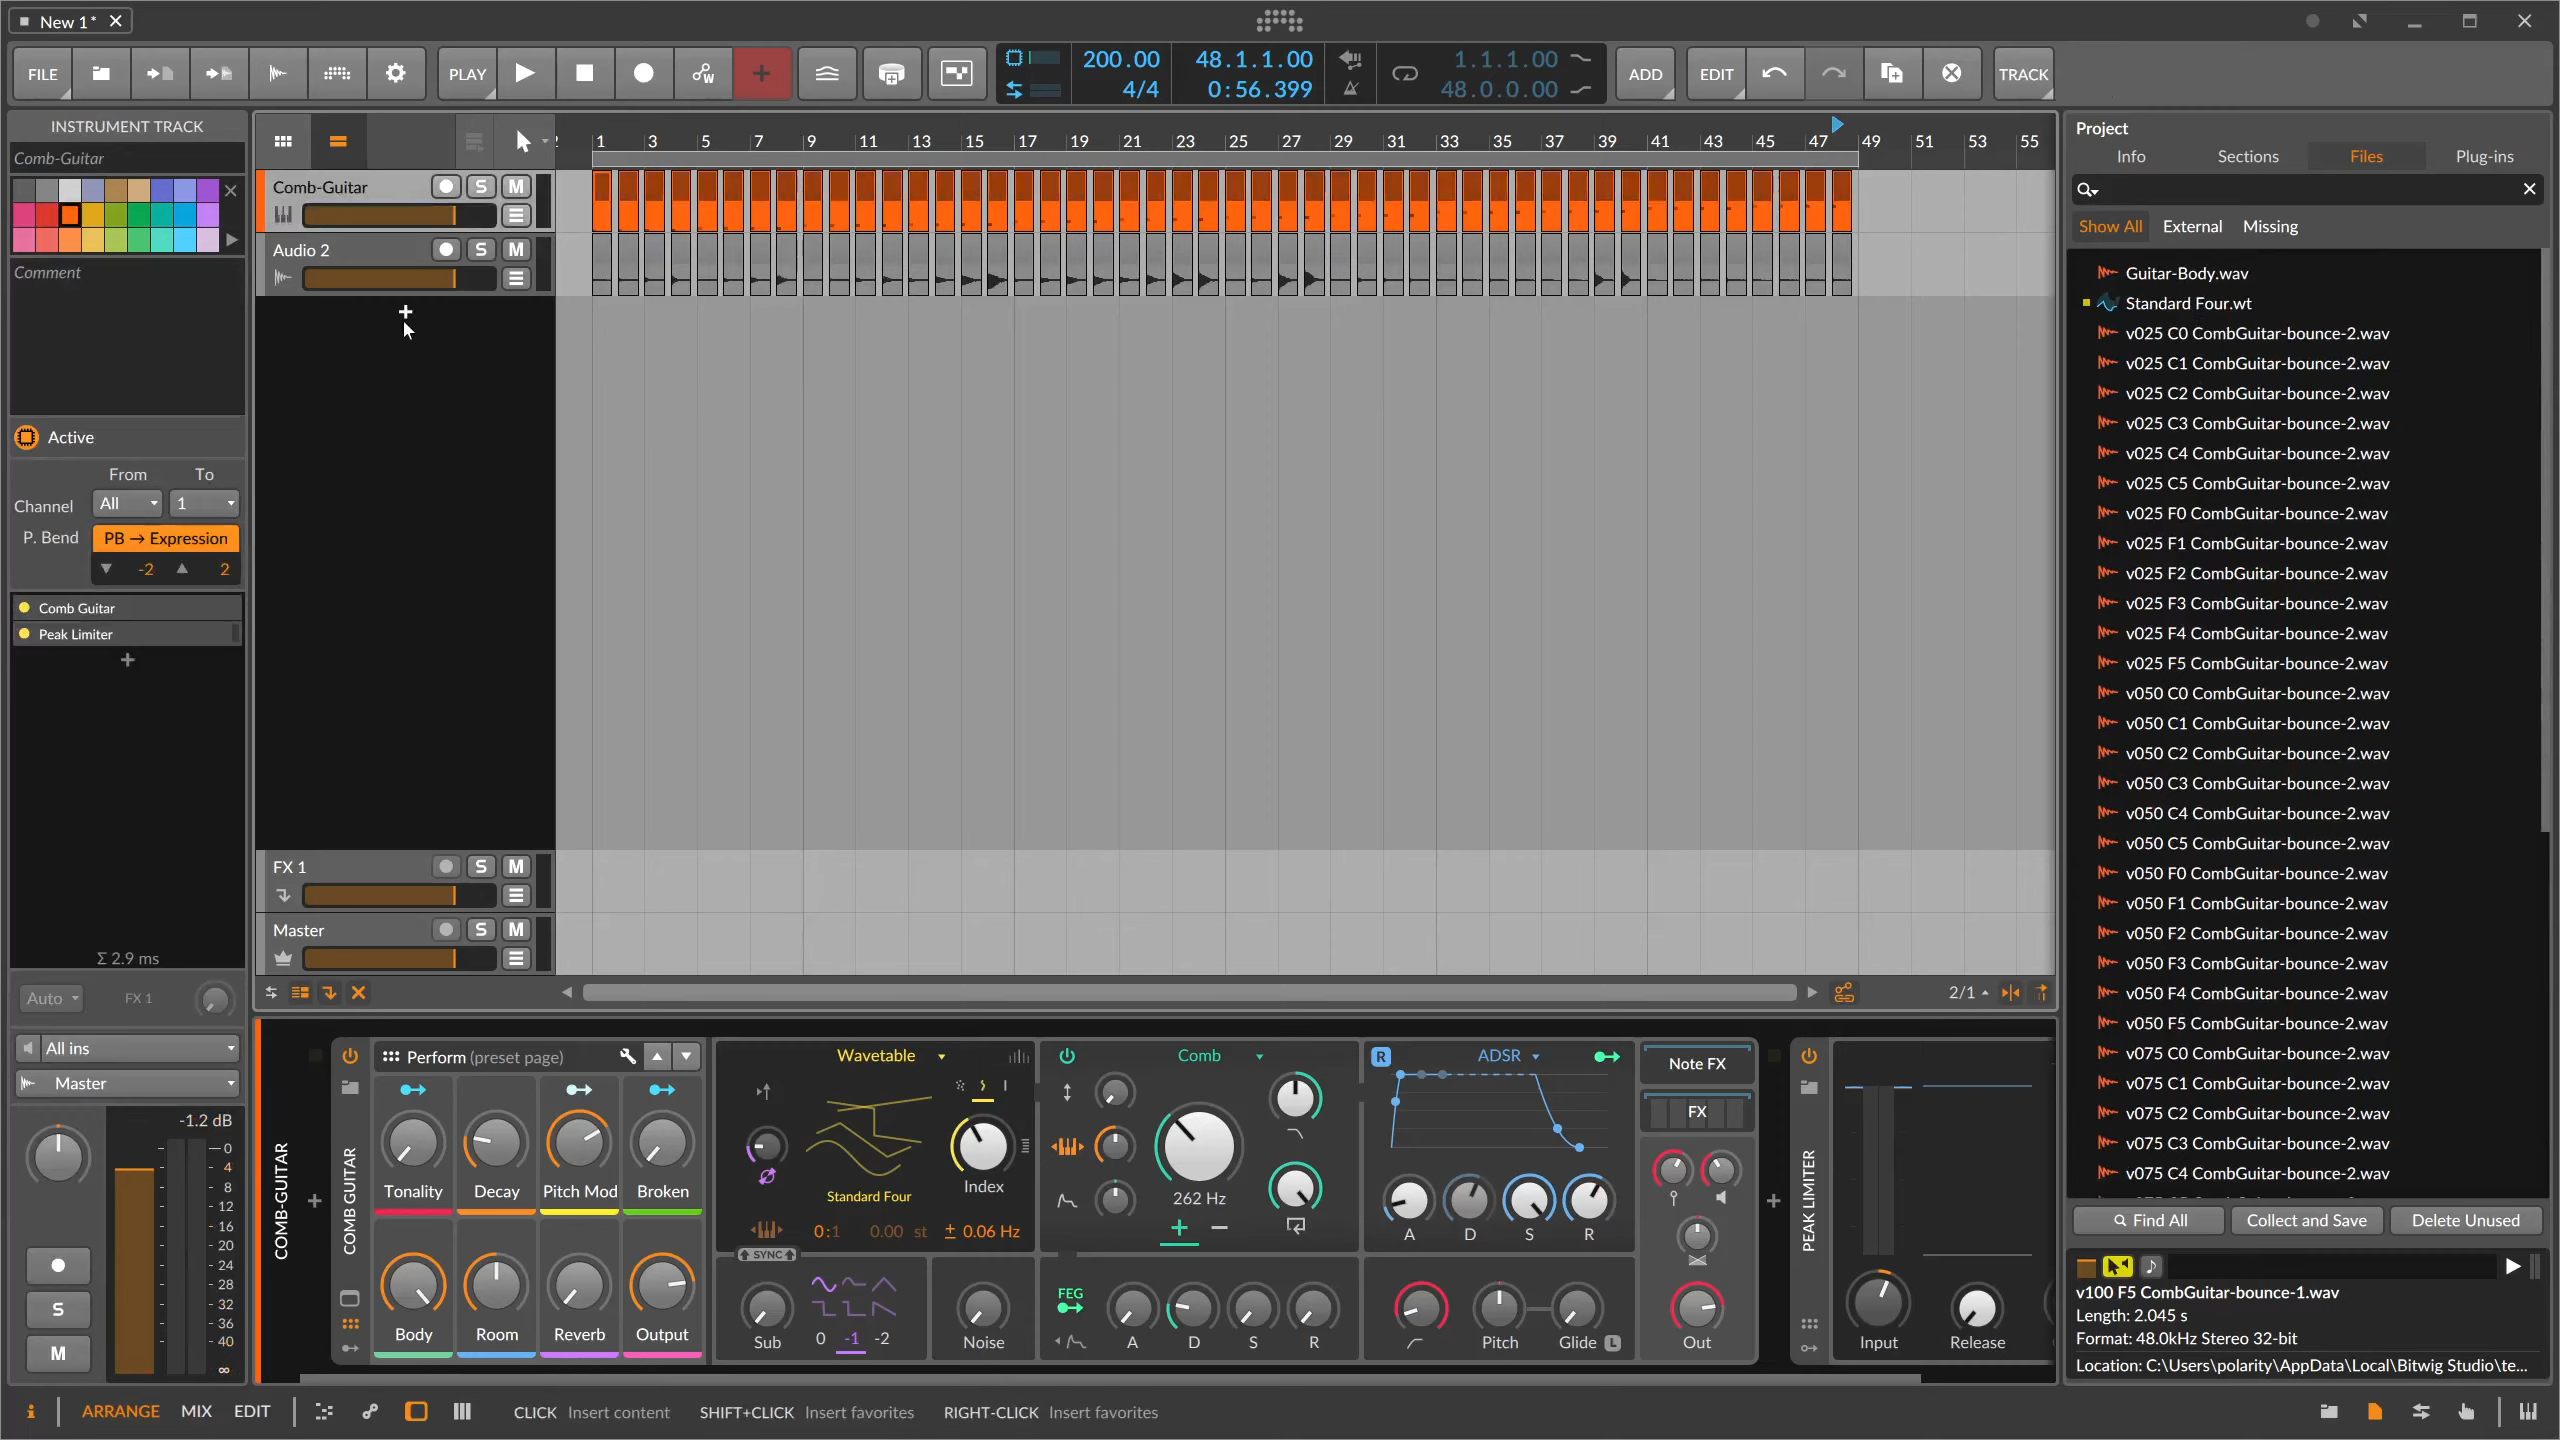 New 1*
FILE
PLAY
200.00
4/4
48.1.1.00
0:56.399
1.1.1.00
48.0.0.00
ADD
EDIT
TRACK
INSTRUMENT TRACK
Comb-Guitar
Comment
Active
From To
Channel All 1
P. Bend PB → Expression
-2 2
Comb Guitar
Peak Limiter
Σ 2.9 ms
Auto FX 1
All ins
Master
-1.2 dB
0
4
8
12
16
20
24
28
32
36
40
∞
S
M
1 3 5 7 9 11 13 15 17 19 21 23 25 27 29 31 33 35 37 39 41 43 45 47 49 51 53 55
Comb-Guitar S M
Audio 2 S M
FX 1 S M
Master S M
2/1
COMB-GUITAR
COMB GUITAR
Perform (preset page)
Tonality Decay Pitch Mod Broken
Body Room Reverb Output
Wavetable
Index
Standard Four
0:1 0.00 st ± 0.06 Hz
SYNC
Sub
0 -1 -2
Noise
Comb
262 Hz
+ −
FEG
A D S R
R ADSR
A D S R
Pitch Glide L
Note FX
FX
Out
PEAK LIMITER
Input Release
Project
Info Sections Files Plug-ins
Show All External Missing
Guitar-Body.wav
Standard Four.wt
v025 C0 CombGuitar-bounce-2.wav
v025 C1 CombGuitar-bounce-2.wav
v025 C2 CombGuitar-bounce-2.wav
v025 C3 CombGuitar-bounce-2.wav
v025 C4 CombGuitar-bounce-2.wav
v025 C5 CombGuitar-bounce-2.wav
v025 F0 CombGuitar-bounce-2.wav
v025 F1 CombGuitar-bounce-2.wav
v025 F2 CombGuitar-bounce-2.wav
v025 F3 CombGuitar-bounce-2.wav
v025 F4 CombGuitar-bounce-2.wav
v025 F5 CombGuitar-bounce-2.wav
v050 C0 CombGuitar-bounce-2.wav
v050 C1 CombGuitar-bounce-2.wav
v050 C2 CombGuitar-bounce-2.wav
v050 C3 CombGuitar-bounce-2.wav
v050 C4 CombGuitar-bounce-2.wav
v050 C5 CombGuitar-bounce-2.wav
v050 F0 CombGuitar-bounce-2.wav
v050 F1 CombGuitar-bounce-2.wav
v050 F2 CombGuitar-bounce-2.wav
v050 F3 CombGuitar-bounce-2.wav
v050 F4 CombGuitar-bounce-2.wav
v050 F5 CombGuitar-bounce-2.wav
v075 C0 CombGuitar-bounce-2.wav
v075 C1 CombGuitar-bounce-2.wav
v075 C2 CombGuitar-bounce-2.wav
v075 C3 CombGuitar-bounce-2.wav
v075 C4 CombGuitar-bounce-2.wav
Find All Collect and Save Delete Unused
v100 F5 CombGuitar-bounce-1.wav
Length: 2.045 s
Format: 48.0kHz Stereo 32-bit
Location: C:\Users\polarity\AppData\Local\Bitwig Studio\te...
i ARRANGE MIX EDIT
CLICK Insert content SHIFT+CLICK Insert favorites RIGHT-CLICK Insert favorites